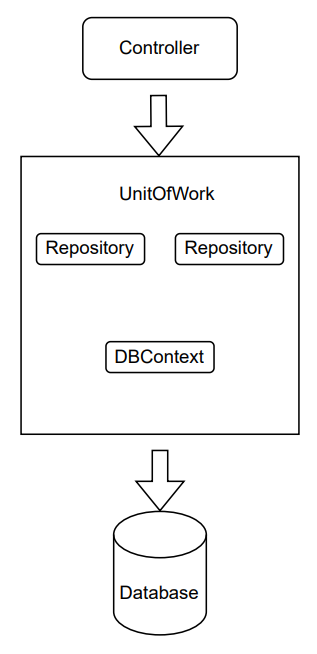 Controller
UnitOfWork
Repository
Repository
DBContext
Database